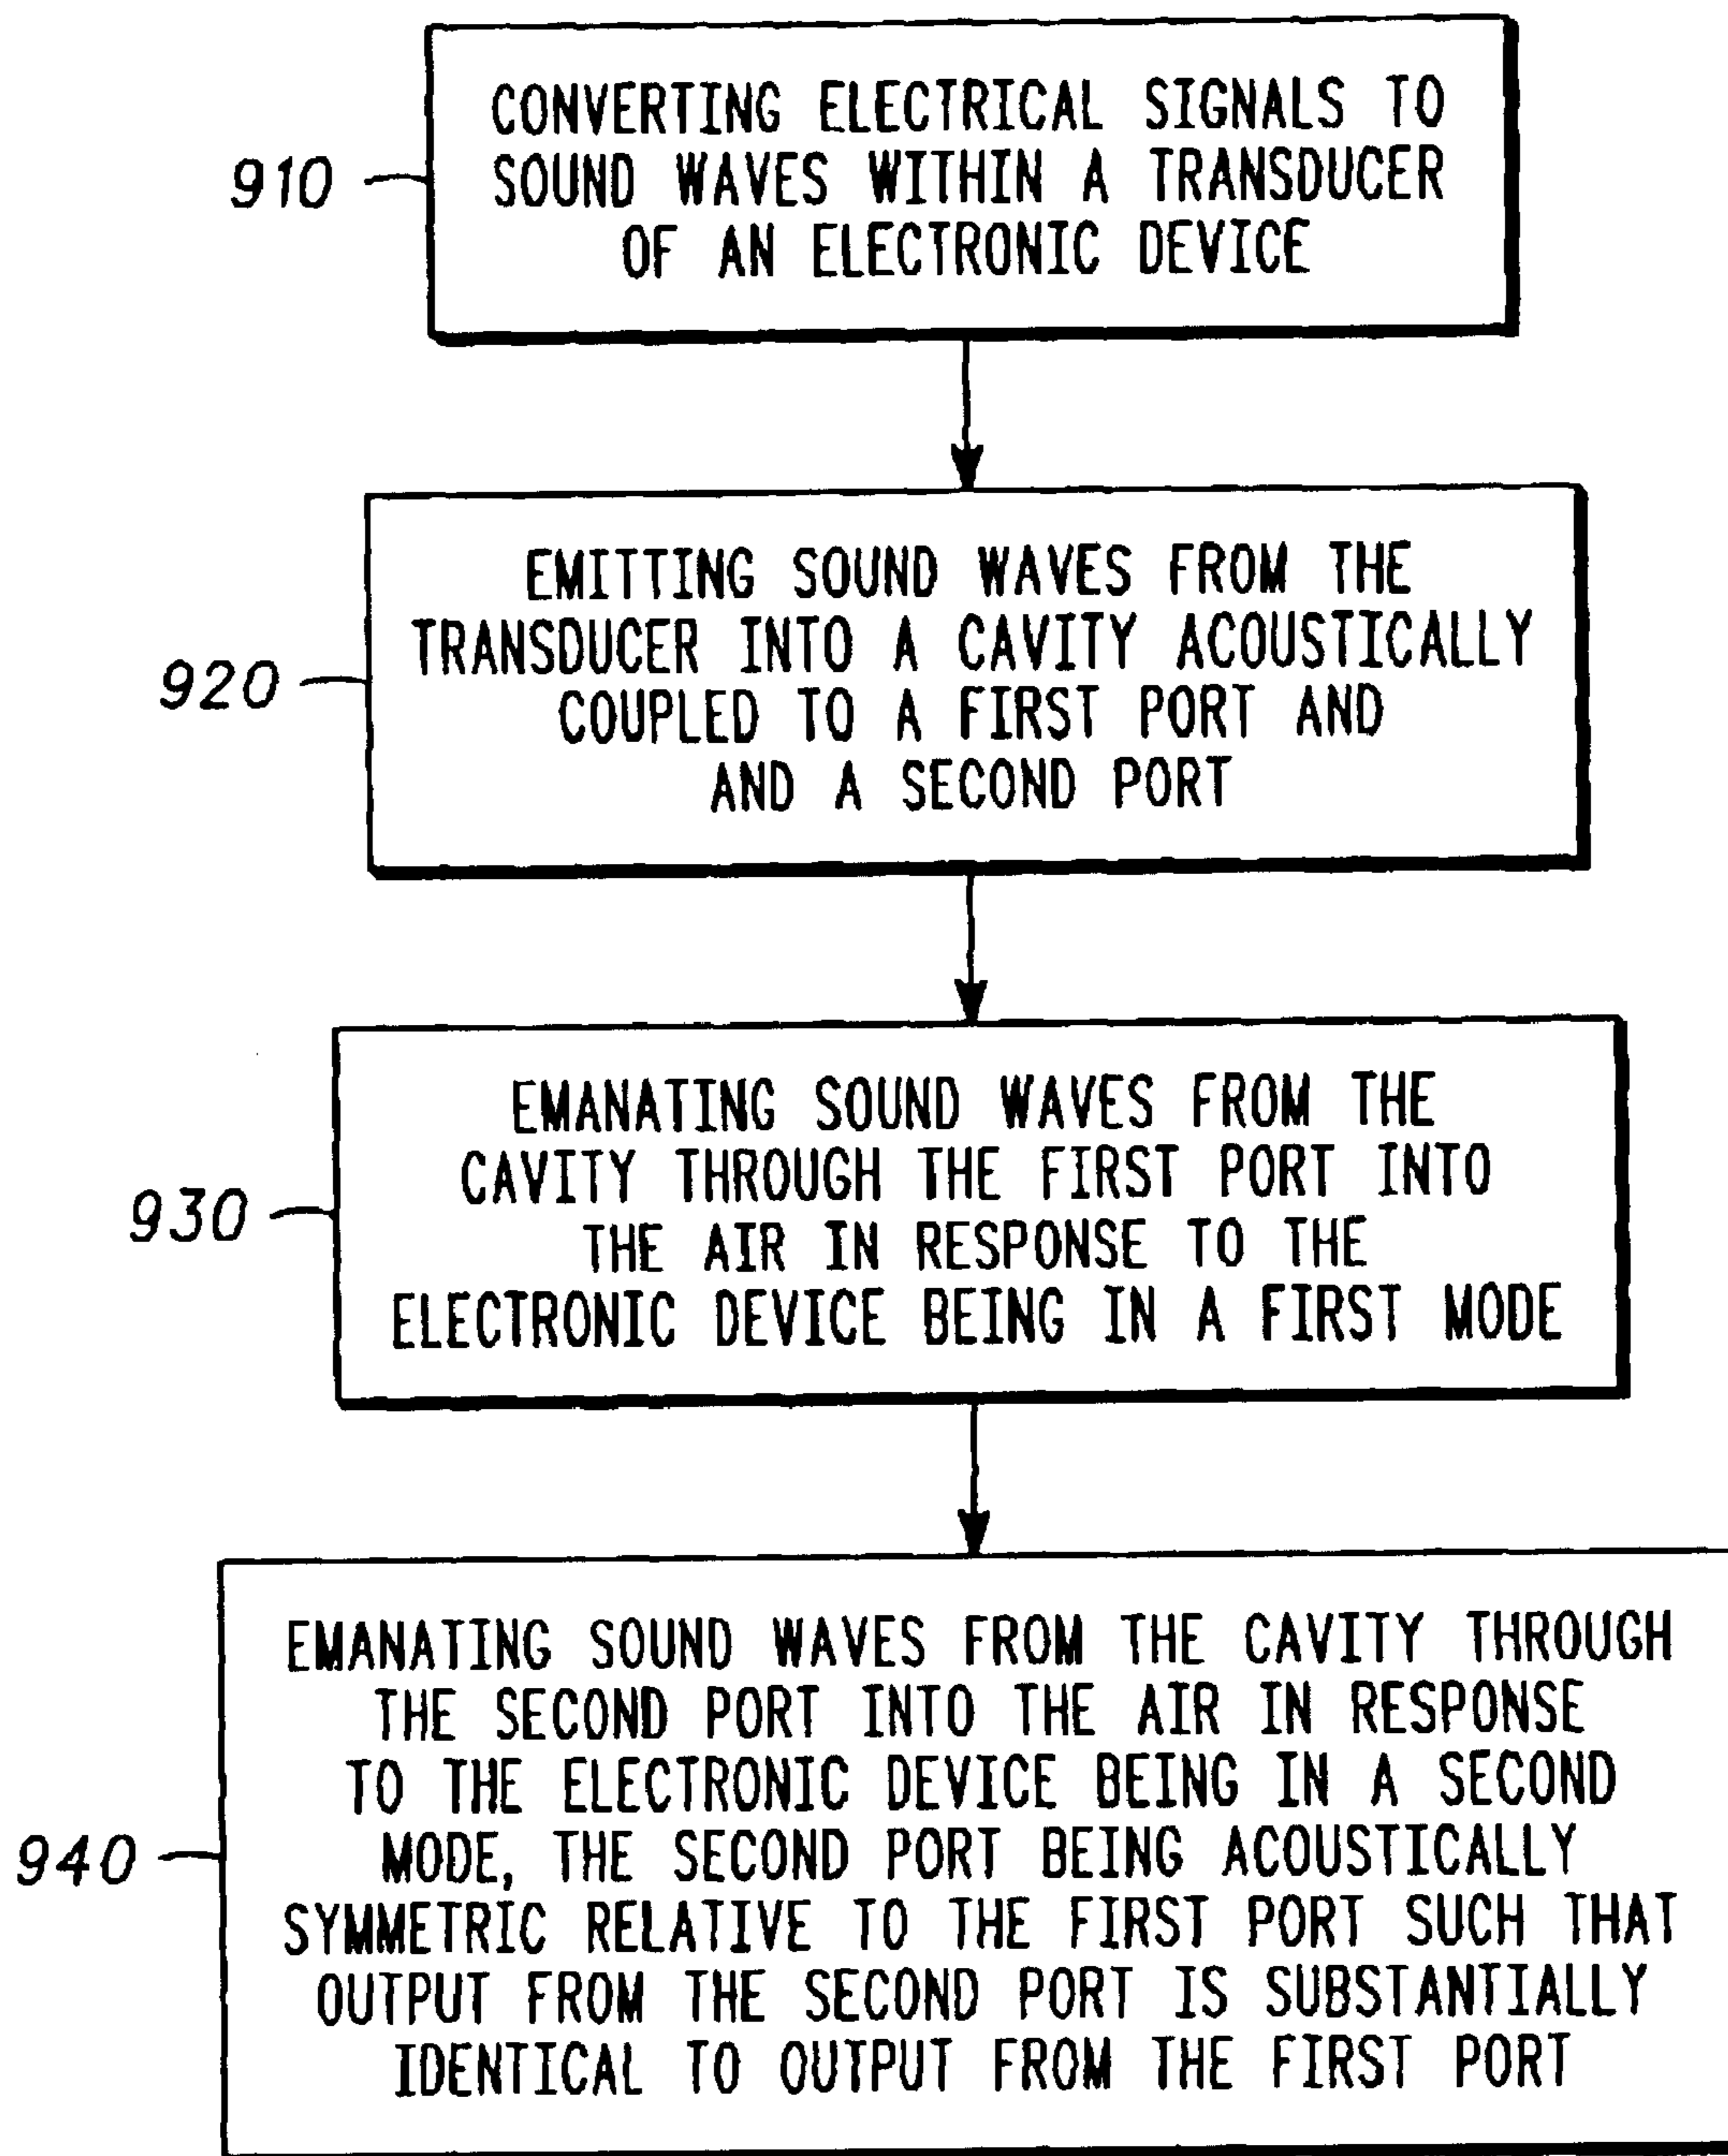 CONVERTING ELECTRICAL SIGNALS TO
SOUND WAVES WITHIN A TRANSDUCER
OF AN ELECTRONIC DEVICE
910
EMITTING SOUND WAVES FROM THE
TRANSDUCER INTO A CAVITY ACOUSTICALLY
COUPLED TO A FIRST PORT AND
AND A SECOND PORT
920
EMANATING SOUND WAVES FROM THE
CAVITY THROUGH THE FIRST PORT INTO
THE AIR IN RESPONSE TO THE
ELECTRONIC DEVICE BEING IN A FIRST MODE
930
EMANATING SOUND WAVES FROM THE CAVITY THROUGH
THE SECOND PORT INTO THE AIR IN RESPONSE
TO THE ELECTRONIC DEVICE BEING IN A SECOND
MODE, THE SECOND PORT BEING ACOUSTICALLY
SYMMETRIC RELATIVE TO THE FIRST PORT SUCH THAT
OUTPUT FROM THE SECOND PORT IS SUBSTANTIALLY
IDENTICAL TO OUTPUT FROM THE FIRST PORT
940